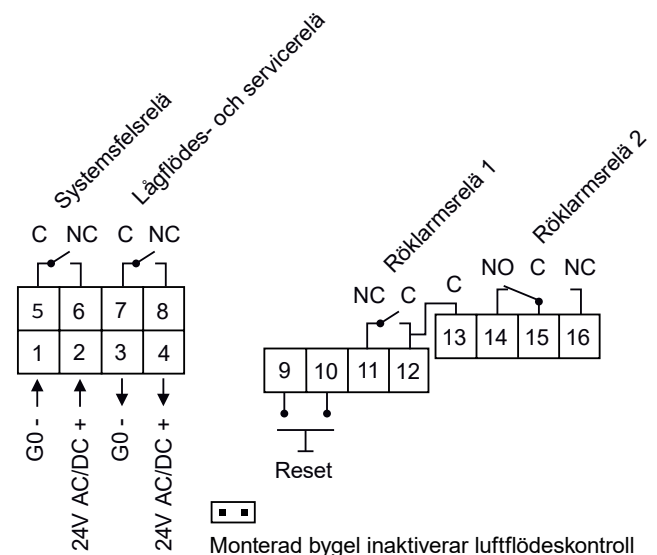 Systemsfelsrelä
Lågflödes- och servicerelä
C NC C NC
5 6 7 8
1 2 3 4
G0 -
24V AC/DC +
G0 -
24V AC/DC +
Röklarmsrelä 1
Röklarmsrelä 2
NC C C NO C NC
13 14 15 16
9 10 11 12
Reset
Monterad bygel inaktiverar luftflödeskontroll